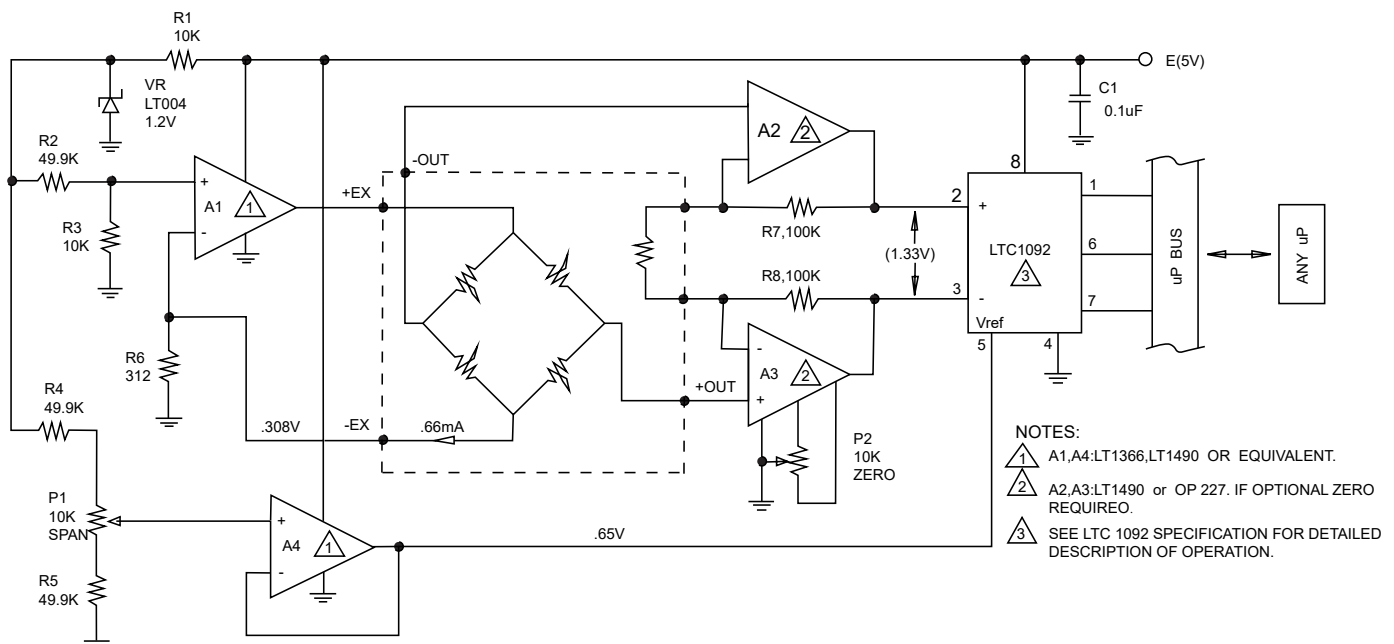 R1
10K
E(5V)
VR
LT004
1.2V
C1
0.1uF
R2
49.9K
A2
2
-OUT
8
+
A1
1
-
+EX
R3
10K
R7,100K
2
+
1
(1.33V)
LTC1092
3
6
uP BUS
ANY uP
R8,100K
3
-
7
Vref
5
4
R6
312
-
A3
2
+
+OUT
R4
49.9K
.308V
-EX
.66mA
P2
10K
ZERO
NOTES:
1
A1,A4:LT1366,LT1490 OR EQUIVALENT.
2
A2,A3:LT1490 or OP 227. IF OPTIONAL ZERO
REQUIREO.
3
SEE LTC 1092 SPECIFICATION FOR DETAILED
DESCRIPTION OF OPERATION.
P1
10K
SPAN
+
A4
1
-
.65V
R5
49.9K